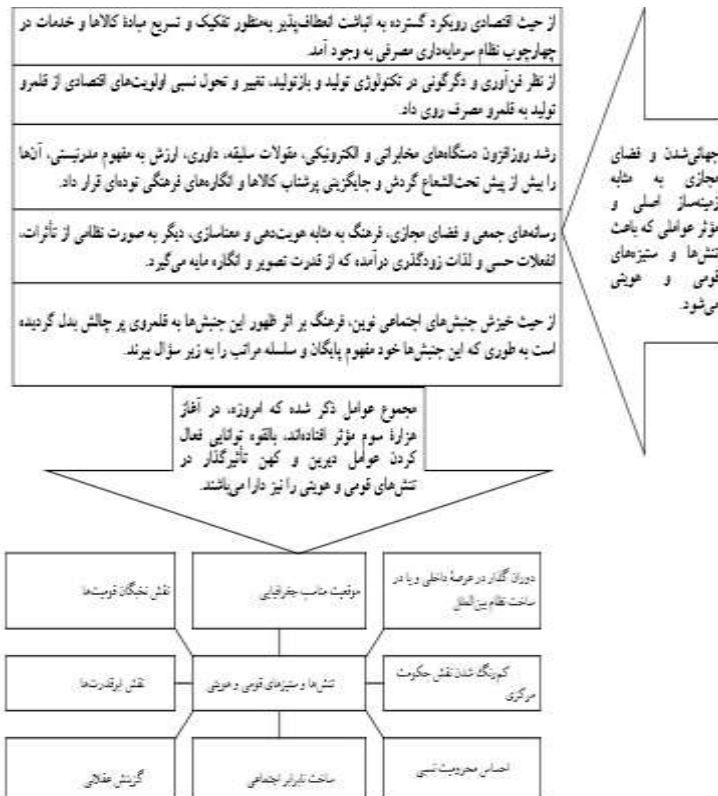 از حیث اقتصادی رویکرد گسترده به انباشت انعطاف‌پذیر به‌منظور تفکیک و تسریع مبادلهٔ کالاها و خدمات در
چهارچوب نظام سرمایه‌داری مصرفی به وجود آمد.
از نظر فن‌آوری و دگرگونی در تکنولوژی تولید و بازتولید، تغییر و تحول نسبی اولویت‌های اقتصادی از قلمرو
تولید به قلمرو مصرف روی داد.
رشد روزافزون دستگاه‌های مخابراتی و الکترونیکی، مقولات سلیقه، داوری، ارزش به مفهوم مدرنیستی، آن‌ها
را بیش از پیش تحت‌الشعاع گردش و جایگزینی پرشتاب کالاها و انگاره‌های فرهنگی توده‌ای قرار داد.
رسانه‌های جمعی و فضای مجازی، فرهنگ به مثابه هویت‌دهی و معناسازی، دیگر به صورت نظامی از تأثرات،
انفعالات حسی و لذات زودگذری درآمده که از قدرت تصویر و انگاره مایه می‌گیرد.
از حیث خیزش جنبش‌های اجتماعی نوین، فرهنگ بر اثر ظهور این جنبش‌ها به قلمروی پر چالش بدل گردیده
است به طوری که این جنبش‌ها خود مفهوم پایگان و سلسله مراتب را به زیر سؤال ببرند.
جهانی‌شدن و فضای
مجازی به مثابه
زمینه‌ساز اصلی و
مؤثر عواملی که باعث
تنش‌ها و ستیزه‌های
قومی و هویتی
می‌شود.
مجموع عوامل ذکر شده که امروزه، در آغاز
هزارهٔ سوم مؤثر افتاده‌اند، بالقوه توانایی فعال
کردن عوامل دیرین و کهن تأثیرگذار در
تنش‌های قومی و هویتی را نیز دارا می‌باشند.
دوران گذار در عرصهٔ داخلی و یا در
ساخت نظام بین‌الملل
موقعیت مناسب جغرافیایی
نقش نخبگان قومیت‌ها
کم‌رنگ شدن نقش حکومت
مرکزی
تنش‌ها و ستیزهای قومی و هویتی
نقش ابرقدرت‌ها
احساس محرومیت نسبی
ساخت نابرابر اجتماعی
گزینش عقلانی